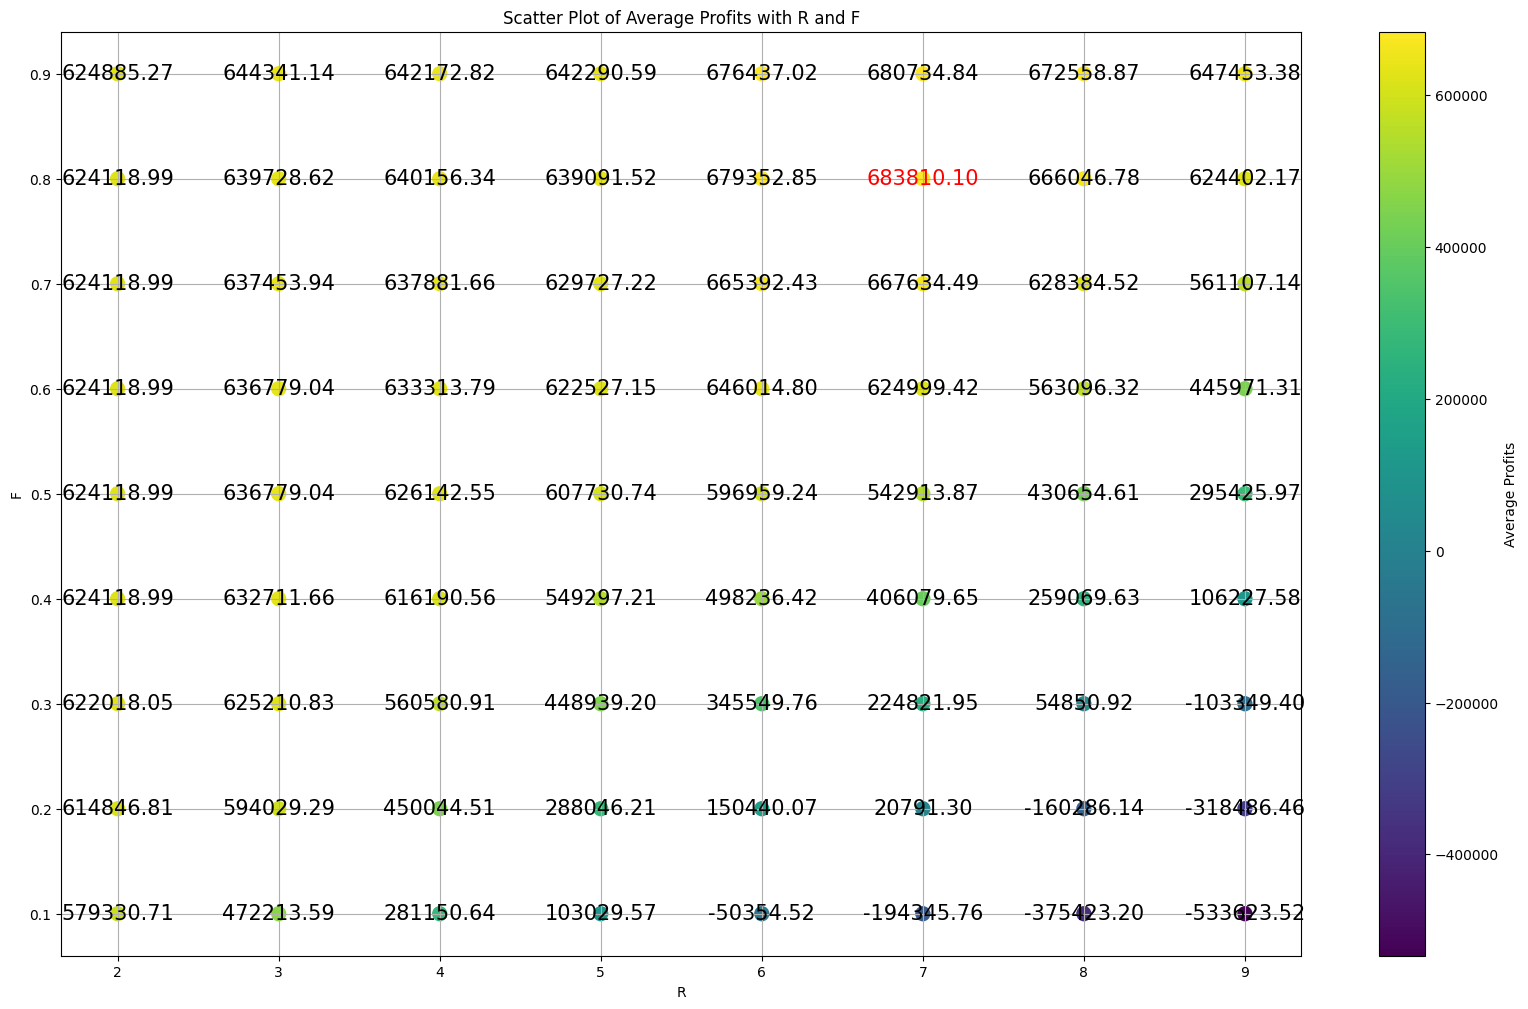 Scatter Plot of Average Profits with R and F
0.9 624885.27 644341.14 642172.82 642290.59 676437.02 680734.84 672558.87 647453.38
0.8 624118.99 639728.62 640156.34 639091.52 679352.85 683810.10 666046.78 624402.17
0.7 624118.99 637453.94 637881.66 629727.22 665392.43 667634.49 628384.52 561107.14
0.6 624118.99 636779.04 633313.79 622527.15 646014.80 624999.42 563096.32 445971.31
0.5 624118.99 636779.04 626142.55 607730.74 596959.24 542913.87 430654.61 295425.97
0.4 624118.99 632711.66 616190.56 549297.21 498236.42 406079.65 259069.63 106227.58
0.3 622018.05 625210.83 560580.91 448939.20 345549.76 224821.95 54850.92 -103349.40
0.2 614846.81 594029.29 450044.51 288046.21 150440.07 20791.30 -160286.14 -318486.46
0.1 579330.71 472213.59 281150.64 103029.57 -50354.52 -194345.76 -375423.20 -533623.52
2 3 4 5 6 7 8 9
R
F
600000
400000
200000
0
−200000
−400000
Average Profits